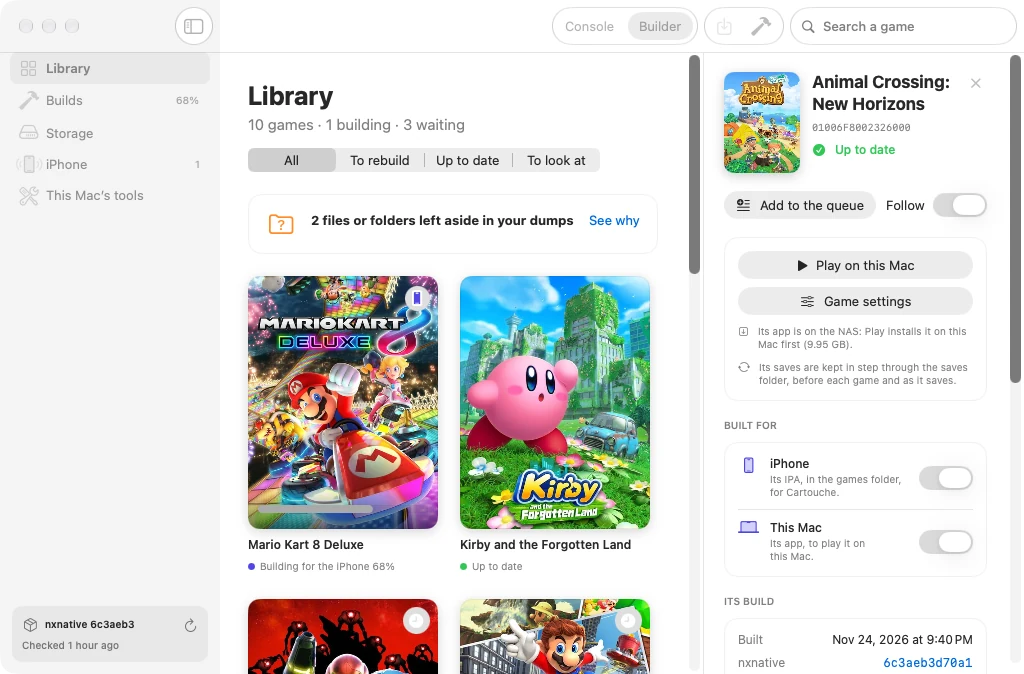 Console
Builder
Search a game
Library
Builds
68%
Storage
iPhone
1
This Mac's tools
nxnative 6c3aeb3
Checked 1 hour ago
Library
10 games · 1 building · 3 waiting
All
To rebuild
Up to date
To look at
2 files or folders left aside in your dumps
See why
MARIOKART 8
DELUXE
Mario Kart 8 Deluxe
Building for the iPhone 68%
Kirby
and the
Forgotten Land
Kirby and the Forgotten Land
Up to date
Animal Crossing
Animal Crossing:
New Horizons
01006F8002326000
Up to date
Add to the queue
Follow
Play on this Mac
Game settings
Its app is on the NAS: Play installs it on this
Mac first (9.95 GB).
Its saves are kept in step through the saves
folder, before each game and as it saves.
BUILT FOR
iPhone
Its IPA, in the games folder,
for Cartouche.
This Mac
Its app, to play it on
this Mac.
ITS BUILD
Built
Nov 24, 2026 at 9:40 PM
nxnative
6c3aeb3d70a1